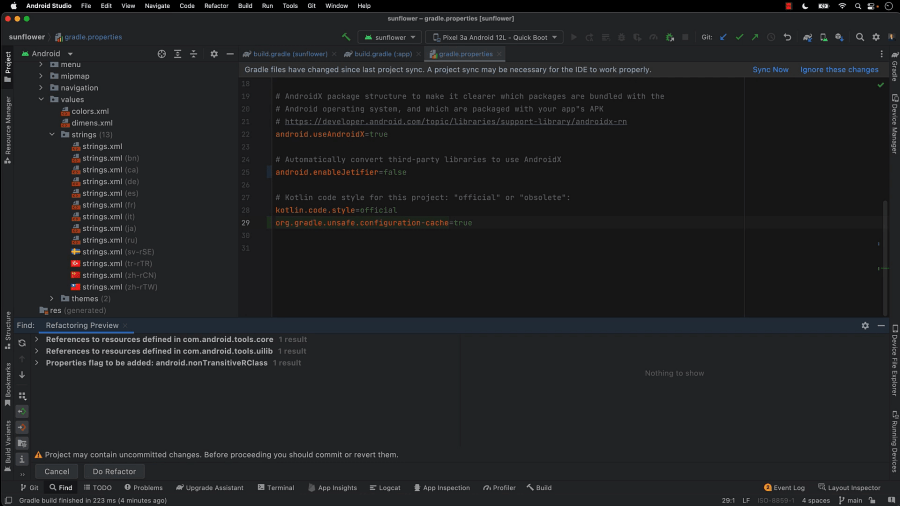 Android Studio File Edit View Navigate Code Refactor Build Run Tools Git Window Help
sunflower – gradle.properties [sunflower]
sunflower gradle.properties
sunflower Pixel 3a Android 12L - Quick Boot Git:
Android
build.gradle (:sunflower) build.gradle (:app) gradle.properties
Gradle files have changed since last project sync. A project sync may be necessary for the IDE to work properly. Sync Now Ignore these changes
menu
mipmap
navigation
values
colors.xml
dimens.xml
strings (13)
strings.xml
strings.xml (bn)
strings.xml (ca)
strings.xml (de)
strings.xml (es)
strings.xml (fr)
strings.xml (it)
strings.xml (ja)
strings.xml (ru)
strings.xml (sv-rSE)
strings.xml (tr-rTR)
strings.xml (zh-rCN)
strings.xml (zh-rTW)
themes (2)
res (generated)
18
19 # AndroidX package structure to make it clearer which packages are bundled with the
20 # Android operating system, and which are packaged with your app"s APK
21 # https://developer.android.com/topic/libraries/support-library/androidx-rn
22 android.useAndroidX=true
23
24 # Automatically convert third-party libraries to use AndroidX
25 android.enableJetifier=false
26
27 # Kotlin code style for this project: "official" or "obsolete":
28 kotlin.code.style=official
29 org.gradle.unsafe.configuration-cache=true
30
31
Project
Resource Manager
Structure
Bookmarks
Build Variants
Gradle
Device Manager
Device File Explorer
Running Devices
Find: Refactoring Preview
References to resources defined in com.android.tools.core 1 result
References to resources defined in com.android.tools.uilib 1 result
Properties flag to be added: android.nonTransitiveRClass 1 result
Nothing to show
Project may contain uncommitted changes. Before proceeding you should commit or revert them.
Cancel Do Refactor
Git Find TODO Problems Upgrade Assistant Terminal App Insights Logcat App Inspection Profiler Build Event Log Layout Inspector
Gradle build finished in 223 ms (4 minutes ago) 29:1 LF ISO-8859-1 4 spaces main